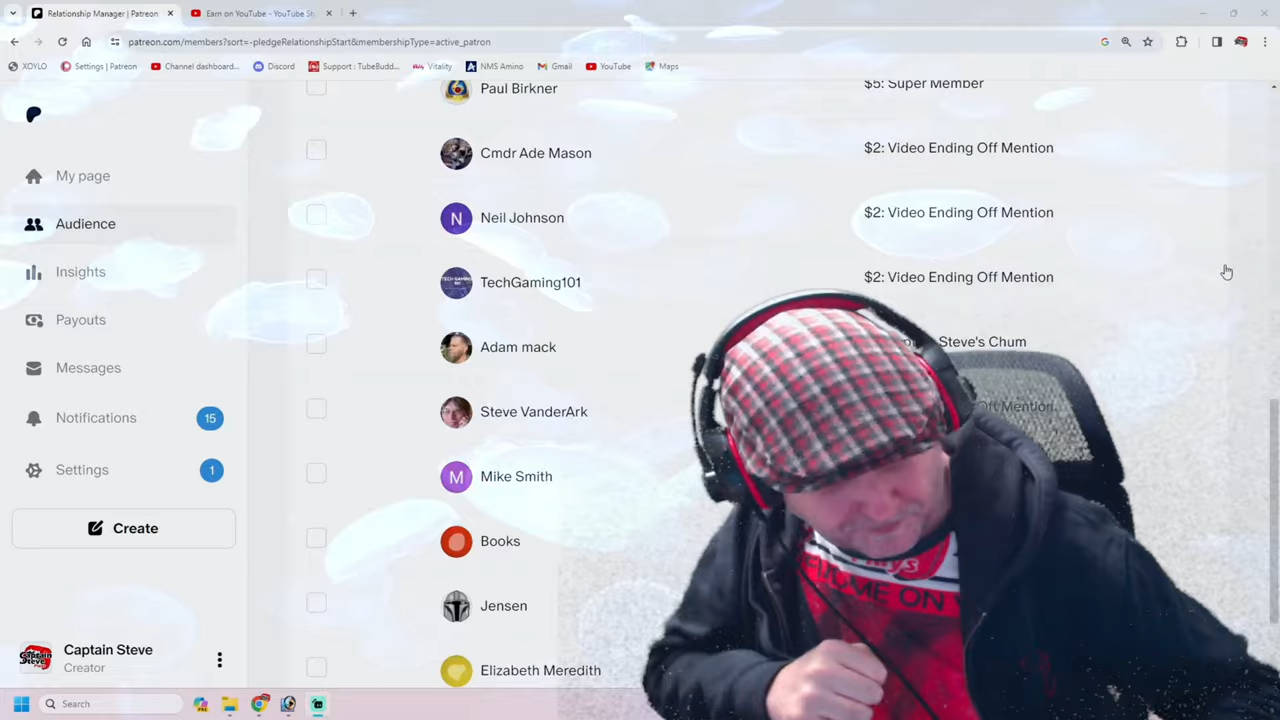 Relationship Manager | Patreon
Earn on YouTube - YouTube St
patreon.com/members?sort=-pledgeRelationshipStart&membershipType=active_patron
XOYLO
Settings | Patreon
Channel dashboard...
Discord
Support : TubeBudd...
Vitality
NMS Amino
Gmail
YouTube
Maps
My page
Audience
Insights
Payouts
Messages
Notifications 15
Settings 1
Create
Captain Steve
Creator
Paul Birkner $5: Super Member
Cmdr Ade Mason $2: Video Ending Off Mention
N Neil Johnson $2: Video Ending Off Mention
TechGaming101 $2: Video Ending Off Mention
Adam mack Steve's Chum
Steve VanderArk Off Mention
M Mike Smith
Books
Jensen
Elizabeth Meredith
ME ON
Search